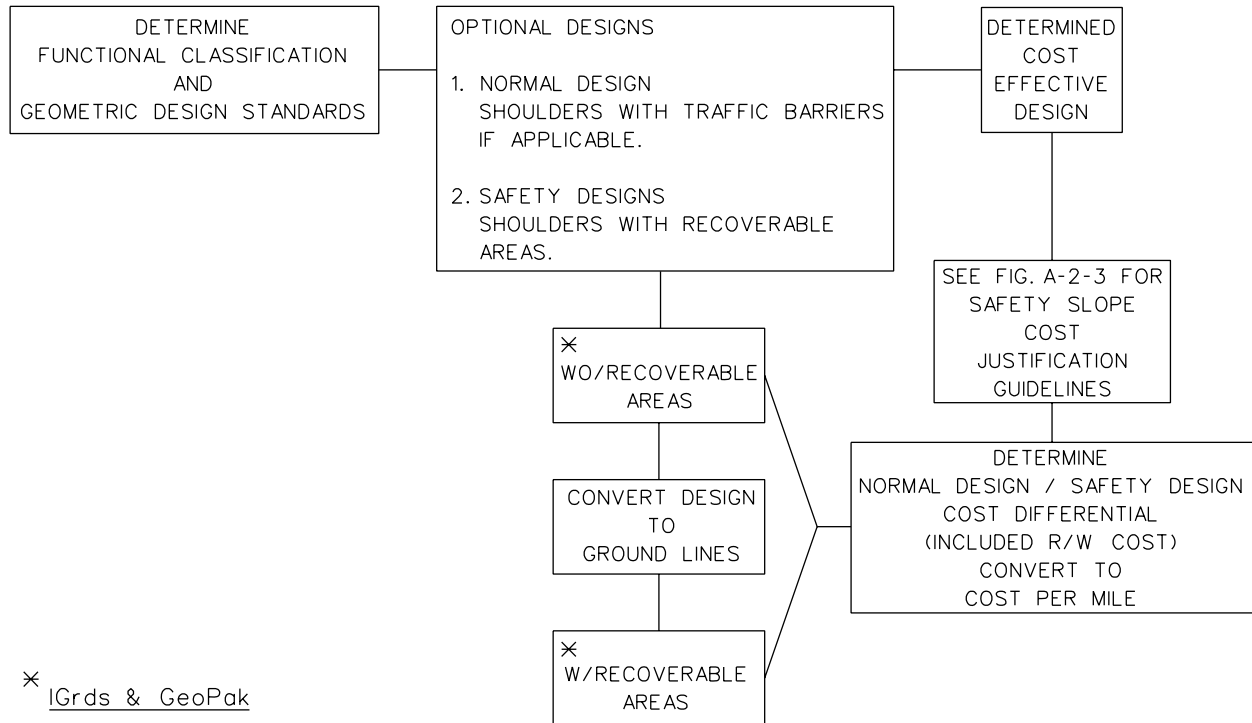 DETERMINE
FUNCTIONAL CLASSIFICATION
AND
GEOMETRIC DESIGN STANDARDS
OPTIONAL DESIGNS
1. NORMAL DESIGN
SHOULDERS WITH TRAFFIC BARRIERS
IF APPLICABLE.
2. SAFETY DESIGNS
SHOULDERS WITH RECOVERABLE
AREAS.
DETERMINED
COST
EFFECTIVE
DESIGN
SEE FIG. A-2-3 FOR
SAFETY SLOPE
COST
JUSTIFICATION
GUIDELINES
*
WO/RECOVERABLE
AREAS
CONVERT DESIGN
TO
GROUND LINES
*
W/RECOVERABLE
AREAS
DETERMINE
NORMAL DESIGN / SAFETY DESIGN
COST DIFFERENTIAL
(INCLUDED R/W COST)
CONVERT TO
COST PER MILE
* IGrds & GeoPak